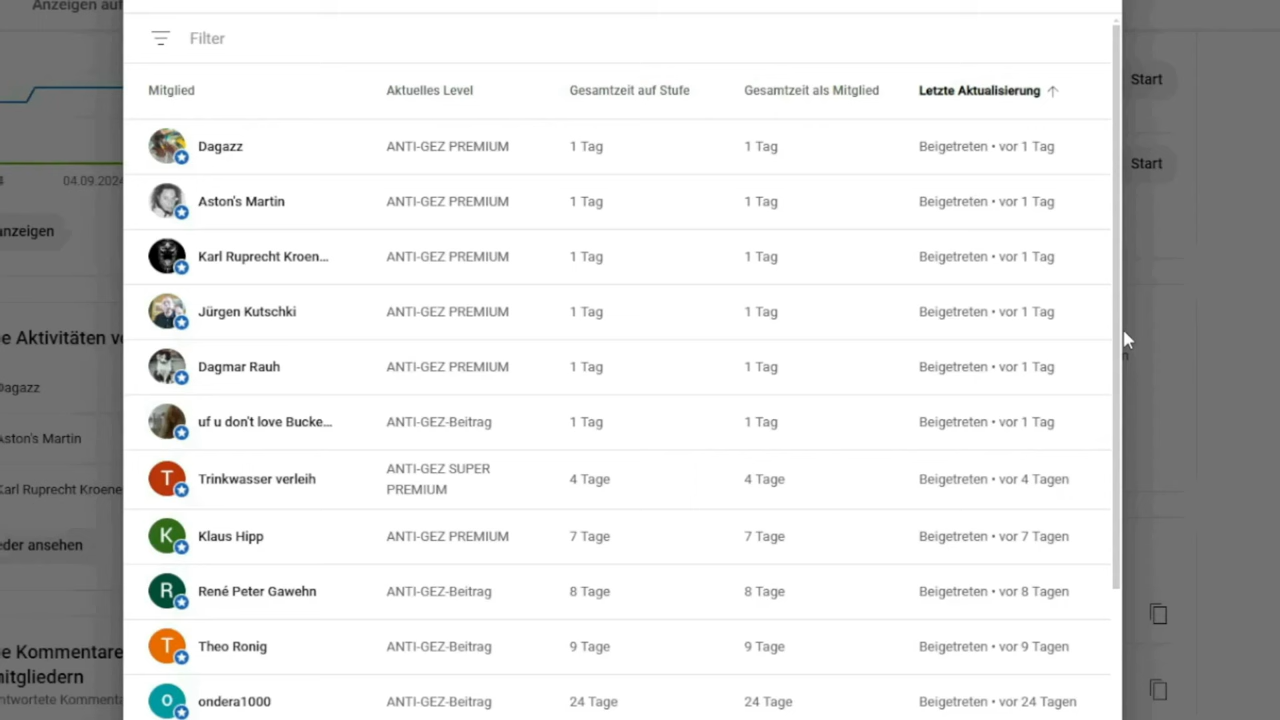 Anzeigen auf
Filter
Mitglied Aktuelles Level Gesamtzeit auf Stufe Gesamtzeit als Mitglied Letzte Aktualisierung
Start
Dagazz ANTI-GEZ PREMIUM 1 Tag 1 Tag Beigetreten • vor 1 Tag
Start
04.09.2024
Aston's Martin ANTI-GEZ PREMIUM 1 Tag 1 Tag Beigetreten • vor 1 Tag
anzeigen
Karl Ruprecht Kroen... ANTI-GEZ PREMIUM 1 Tag 1 Tag Beigetreten • vor 1 Tag
Jürgen Kutschki ANTI-GEZ PREMIUM 1 Tag 1 Tag Beigetreten • vor 1 Tag
e Aktivitäten v
Dagmar Rauh ANTI-GEZ PREMIUM 1 Tag 1 Tag Beigetreten • vor 1 Tag
Dagazz
uf u don't love Bucke... ANTI-GEZ-Beitrag 1 Tag 1 Tag Beigetreten • vor 1 Tag
Aston's Martin
Trinkwasser verleih ANTI-GEZ SUPER PREMIUM 4 Tage 4 Tage Beigetreten • vor 4 Tagen
Karl Ruprecht Kroene
Klaus Hipp ANTI-GEZ PREMIUM 7 Tage 7 Tage Beigetreten • vor 7 Tagen
eder ansehen
René Peter Gawehn ANTI-GEZ-Beitrag 8 Tage 8 Tage Beigetreten • vor 8 Tagen
Theo Ronig ANTI-GEZ-Beitrag 9 Tage 9 Tage Beigetreten • vor 9 Tagen
e Kommentare
mitgliedern
ntwortete Kommenta
ondera1000 ANTI-GEZ-Beitrag 24 Tage 24 Tage Beigetreten • vor 24 Tagen